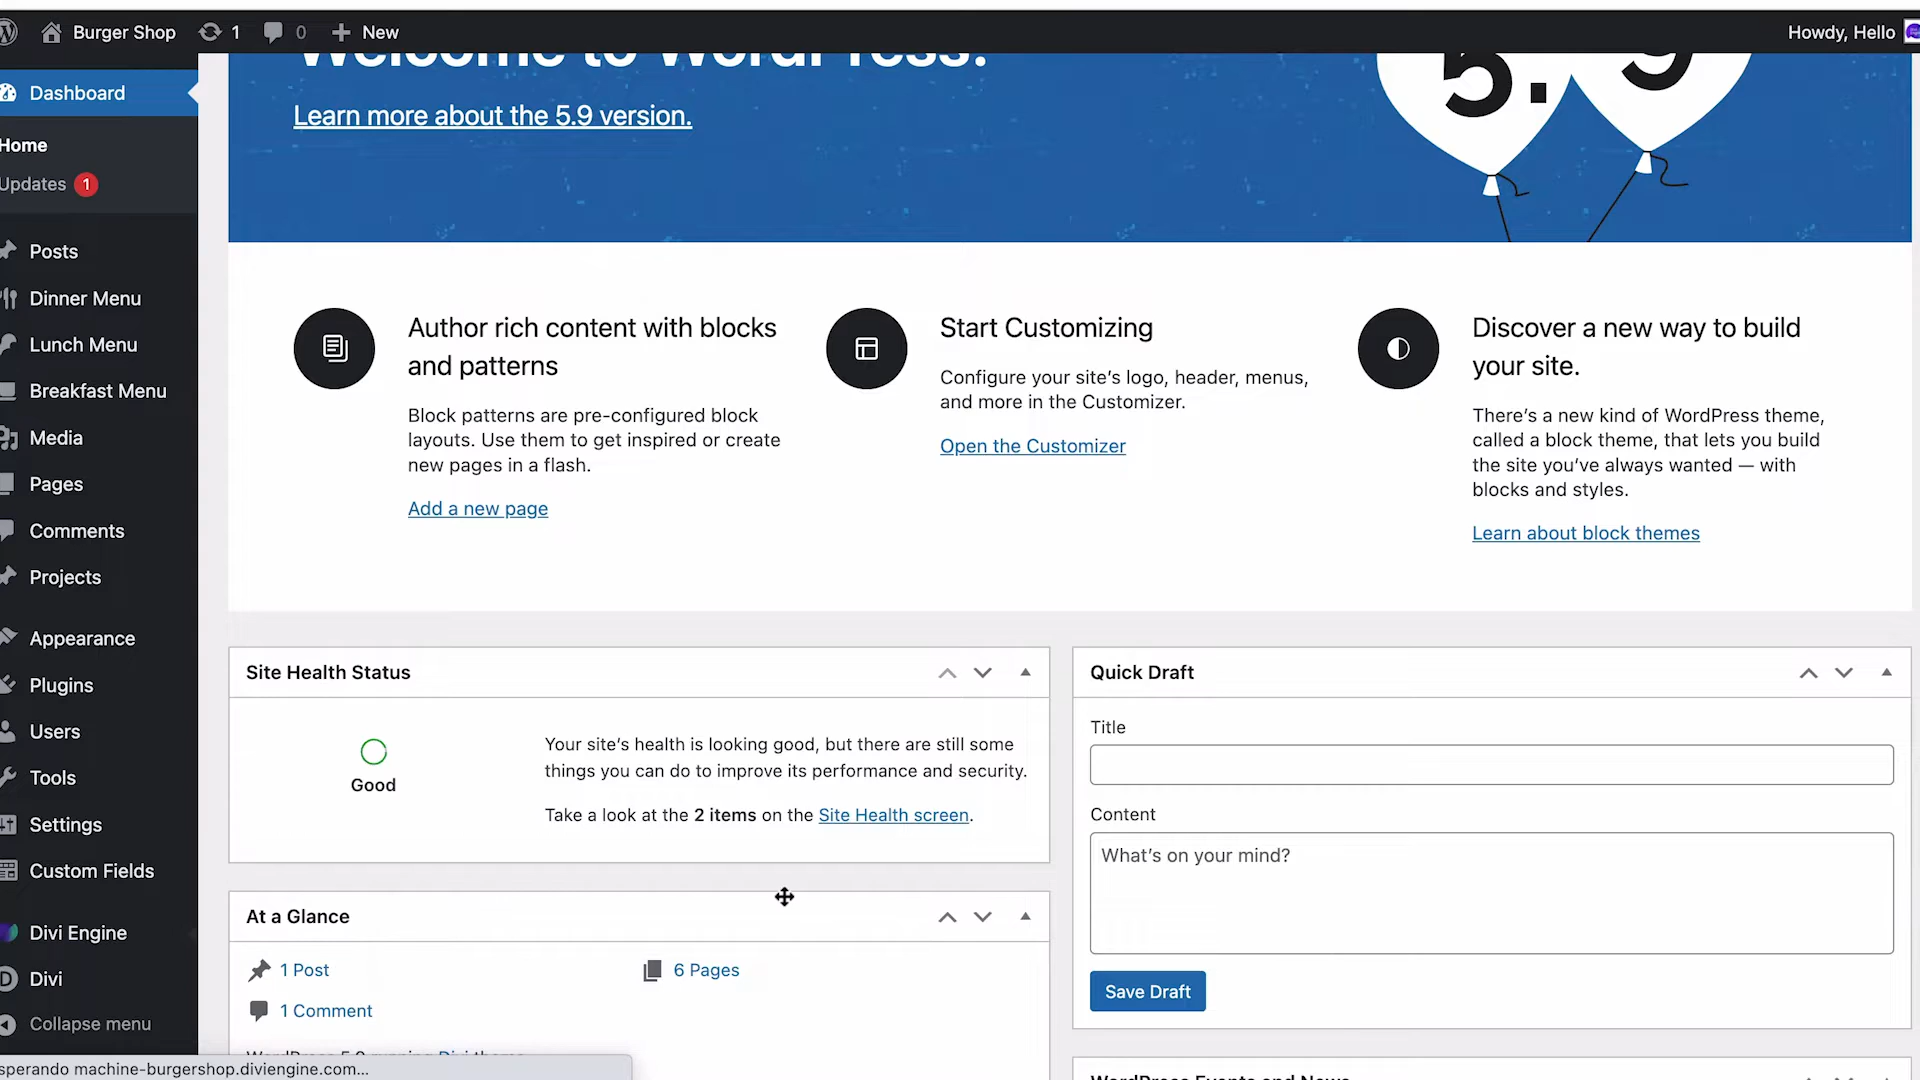 Burger Shop
1
0
New
Howdy, Hello
Dashboard
Home
Updates 1
Posts
Dinner Menu
Lunch Menu
Breakfast Menu
Media
Pages
Comments
Projects
Appearance
Plugins
Users
Tools
Settings
Custom Fields
Divi Engine
Divi
Collapse menu
Welcome to WordPress!
Learn more about the 5.9 version.
5.9
Author rich content with blocks
and patterns
Block patterns are pre-configured block
layouts. Use them to get inspired or create
new pages in a flash.
Add a new page
Start Customizing
Configure your site's logo, header, menus,
and more in the Customizer.
Open the Customizer
Discover a new way to build
your site.
There's a new kind of WordPress theme,
called a block theme, that lets you build
the site you've always wanted — with
blocks and styles.
Learn about block themes
Site Health Status
Good
Your site's health is looking good, but there are still some
things you can do to improve its performance and security.
Take a look at the 2 items on the Site Health screen.
At a Glance
1 Post
6 Pages
1 Comment
WordPress 5.9 running Divi theme
Quick Draft
Title
Content
What's on your mind?
Save Draft
WordPress Events and News
sperando machine-burgershop.diviengine.com...